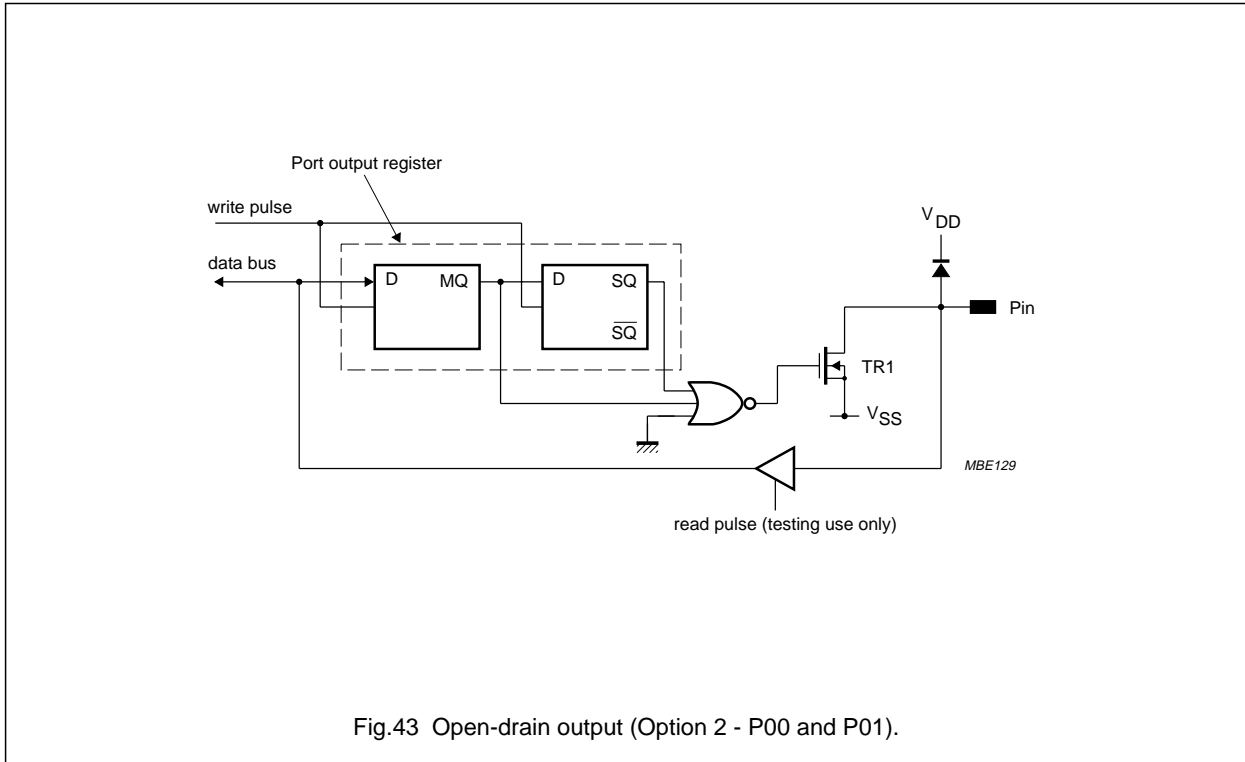 Port output register
write pulse
V DD
data bus
D MQ D SQ
SQ
Pin
TR1
V SS
MBE129
read pulse (testing use only)
Fig.43 Open-drain output (Option 2 - P00 and P01).